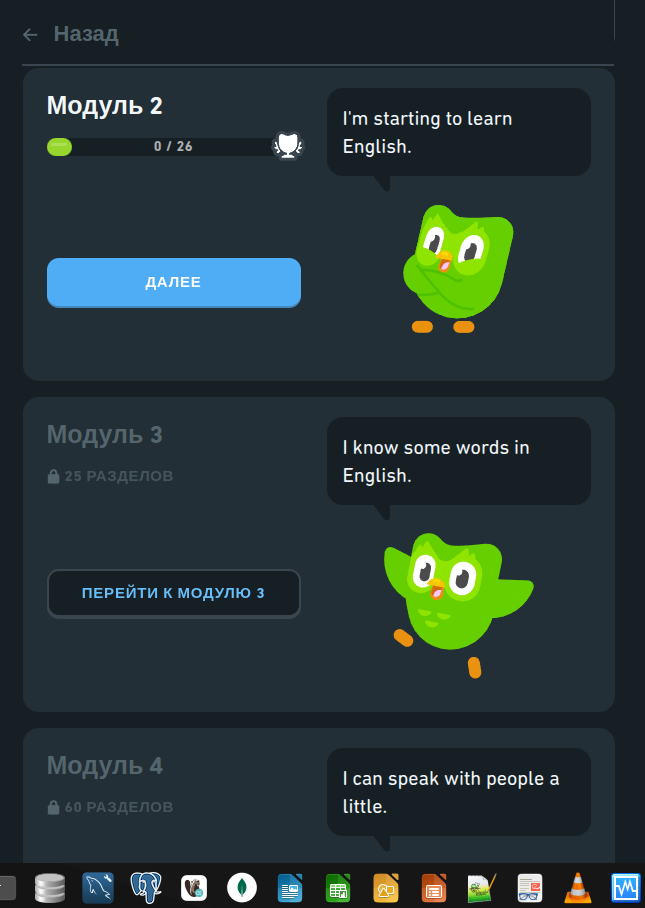 Назад
Модуль 2
0 / 26
I'm starting to learn
English.
ДАЛЕЕ
Модуль 3
25 РАЗДЕЛОВ
I know some words in
English.
ПЕРЕЙТИ К МОДУЛЮ 3
Модуль 4
60 РАЗДЕЛОВ
I can speak with people a
little.